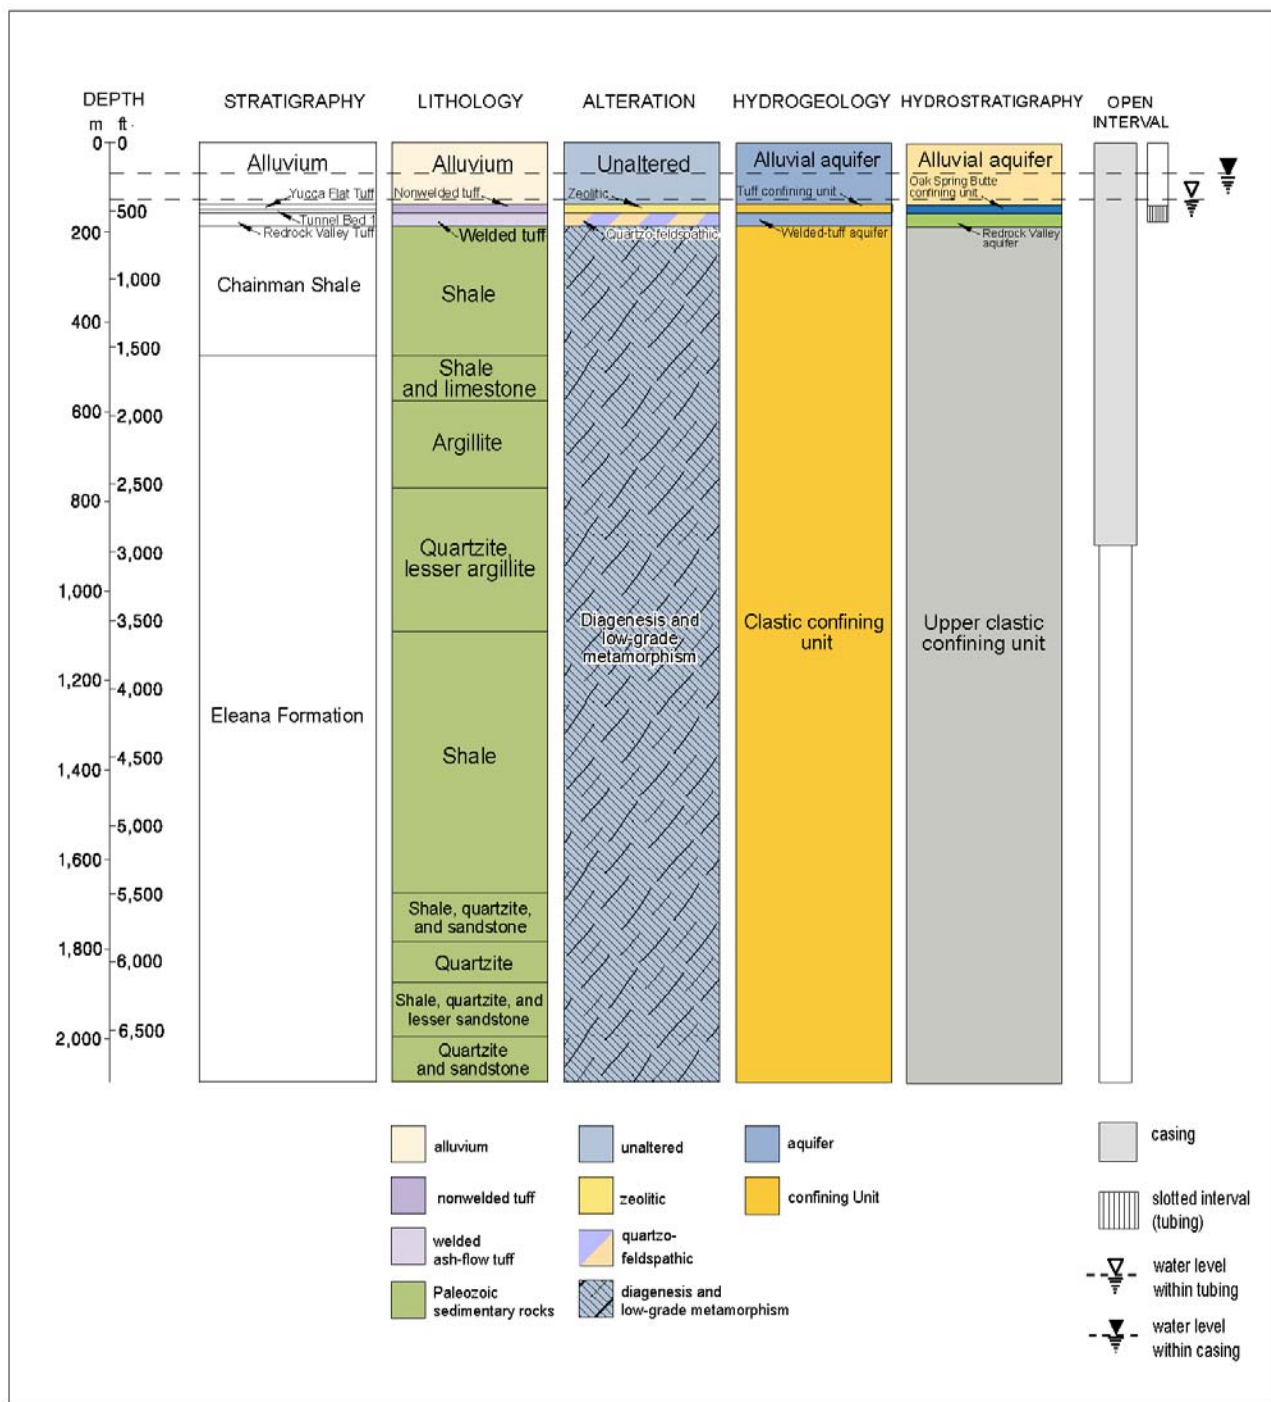 DEPTH
STRATIGRAPHY
LITHOLOGY
ALTERATION
HYDROGEOLOGY
HYDROSTRATIGRAPHY
OPEN
INTERVAL
m ft.
0 0
500
200
1,000
400
1,500
600
2,000
2,500
800
3,000
1,000
3,500
1,200
4,000
4,500
1,400
5,000
1,600
5,500
1,800
6,000
6,500
2,000
Alluvium
Yucca Flat Tuff
Tunnel Bed 1
Redrock Valley Tuff
Chainman Shale
Eleana Formation
Alluvium
Nonwelded tuff
Welded tuff
Shale
Shale
and limestone
Argillite
Quartzite,
lesser argillite
Shale
Shale, quartzite,
and sandstone
Quartzite
Shale, quartzite, and
lesser sandstone
Quartzite
and sandstone
Unaltered
Zeolitic
Quartzo-feldspathic
Diagenesis and
low-grade
metamorphism
Alluvial aquifer
Tuff confining unit
Welded-tuff aquifer
Clastic confining
unit
Alluvial aquifer
Oak Spring Butte
confining unit
Redrock Valley
aquifer
Upper clastic
confining unit
alluvium
nonwelded tuff
welded
ash-flow tuff
Paleozoic
sedimentary rocks
unaltered
zeolitic
quartzo-
feldspathic
diagenesis and
low-grade metamorphism
aquifer
confining Unit
casing
slotted interval
(tubing)
water level
within tubing
water level
within casing